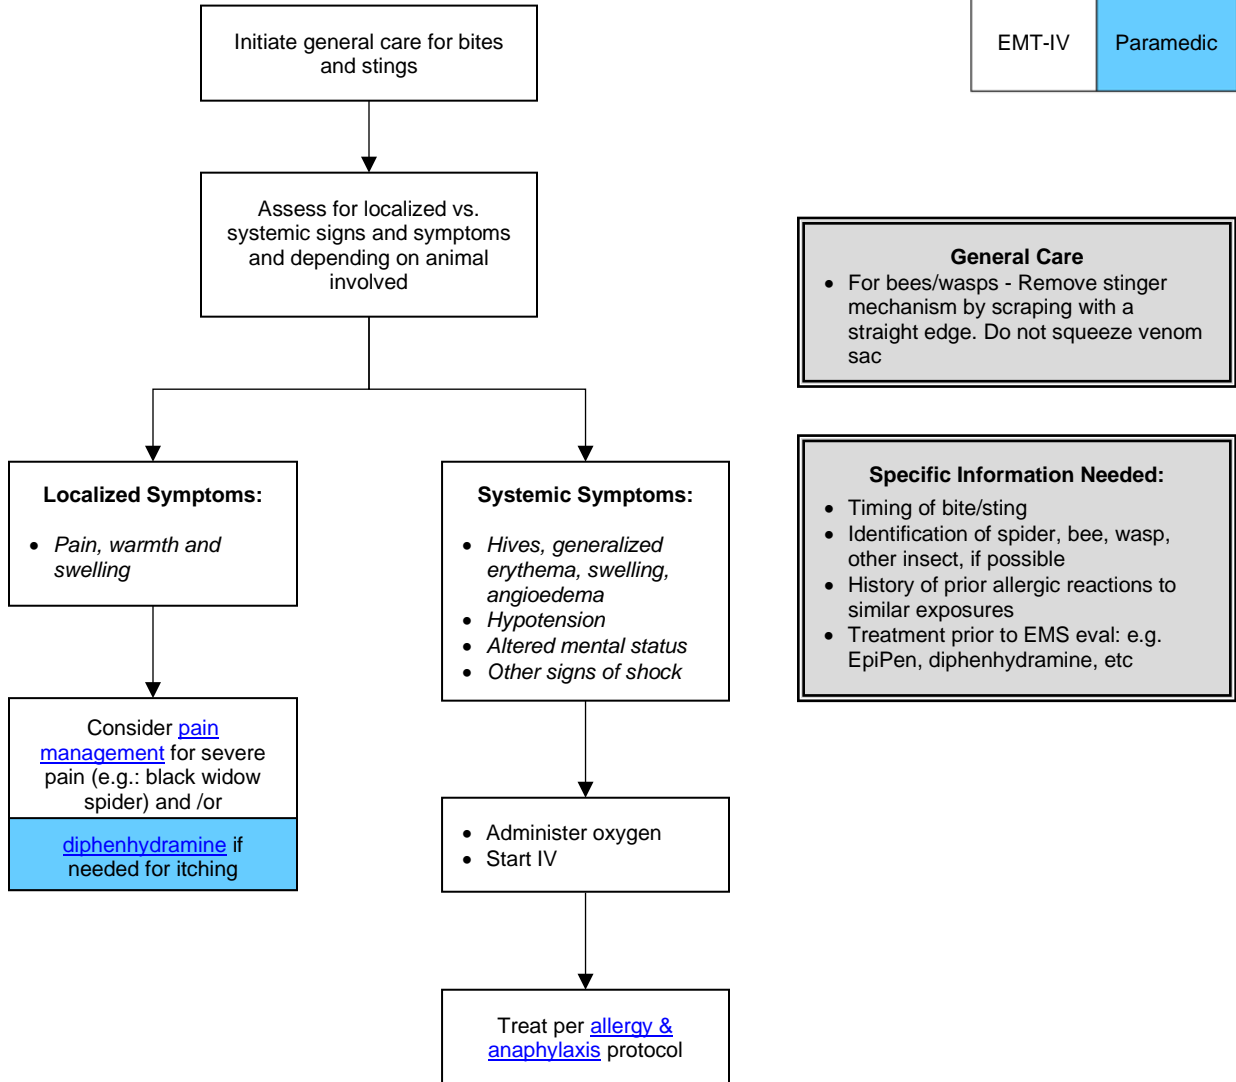 Initiate general care for bites
and stings
EMT-IV
Paramedic
Assess for localized vs.
systemic signs and symptoms
and depending on animal
involved
General Care
• For bees/wasps - Remove stinger
mechanism by scraping with a
straight edge. Do not squeeze venom
sac
Localized Symptoms:
• Pain, warmth and
swelling
Systemic Symptoms:
• Hives, generalized
erythema, swelling,
angioedema
• Hypotension
• Altered mental status
• Other signs of shock
Specific Information Needed:
• Timing of bite/sting
• Identification of spider, bee, wasp,
other insect, if possible
• History of prior allergic reactions to
similar exposures
• Treatment prior to EMS eval: e.g.
EpiPen, diphenhydramine, etc
Consider pain
management for severe
pain (e.g.: black widow
spider) and /or
diphenhydramine if
needed for itching
• Administer oxygen
• Start IV
Treat per allergy &
anaphylaxis protocol